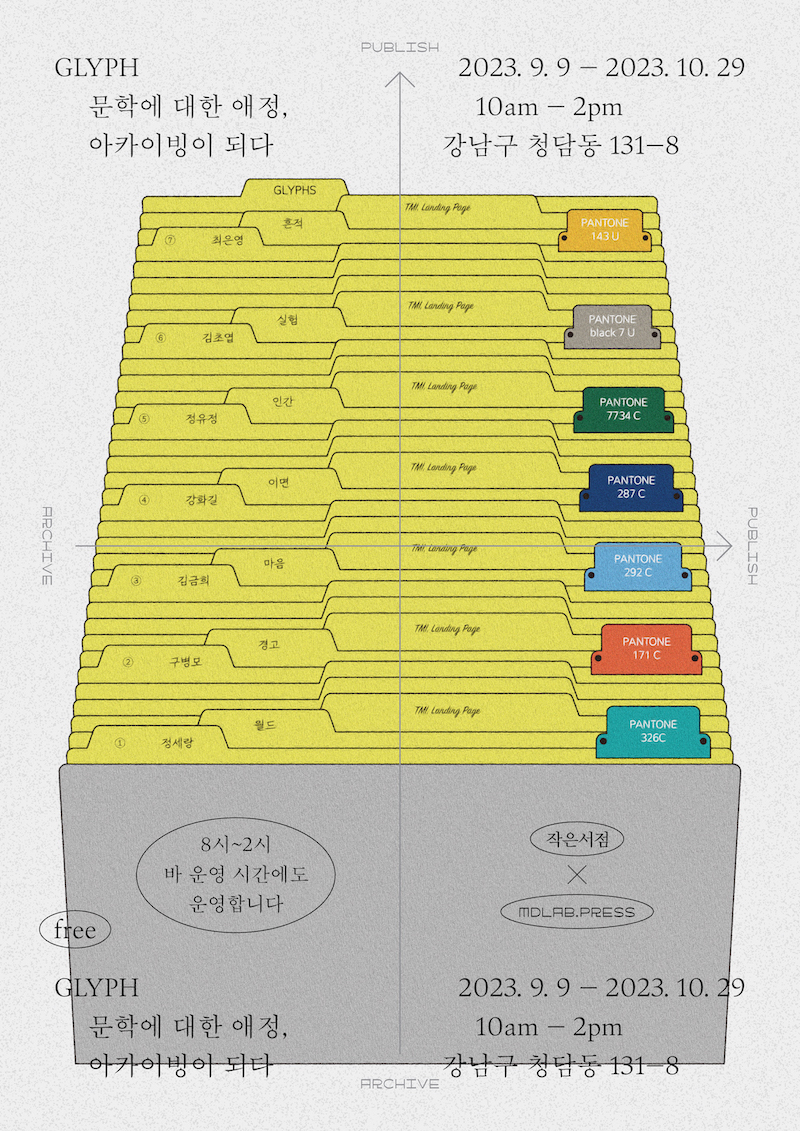 PUBLISH
GLYPH
문학에 대한 애정,
아카이빙이 되다
2023. 9. 9 — 2023. 10. 29
10am — 2pm
강남구 청담동 131—8
GLYPHS
TMI, Landing Page
흔적
PANTONE
143 U
⑦ 최은영
TMI, Landing Page
실험
PANTONE
black 7 U
⑥ 김초엽
TMI, Landing Page
인간
PANTONE
7734 C
⑤ 정유정
TMI, Landing Page
이면
PANTONE
287 C
④ 강화길
ARCHIVE
PUBLISH
TMI, Landing Page
마음
PANTONE
292 C
③ 김금희
TMI, Landing Page
경고
PANTONE
171 C
② 구병모
TMI, Landing Page
월드
PANTONE
326C
① 정세랑
8시~2시
바 운영 시간에도
운영합니다
작은서점
×
MDLAB.PRESS
free
GLYPH
문학에 대한 애정,
아카이빙이 되다
2023. 9. 9 — 2023. 10. 29
10am — 2pm
강남구 청담동 131—8
ARCHIVE